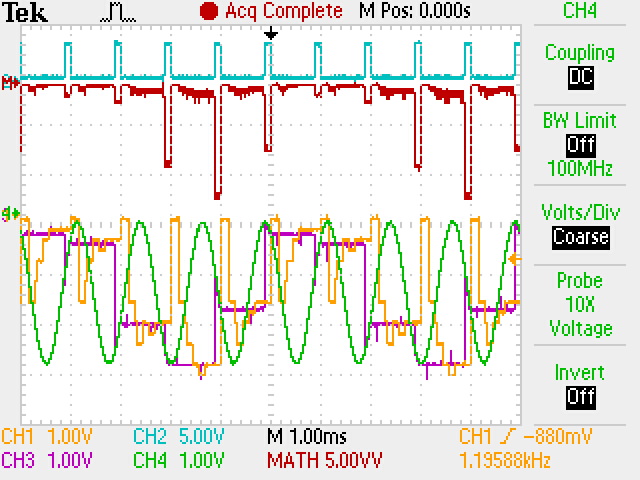 Tek Acq Complete M Pos: 0.000s CH4
Coupling
DC
BW Limit
Off
100MHz
Volts/Div
Coarse
Probe
10X
Voltage
Invert
Off
CH1 1.00V CH2 5.00V M 1.00ms CH1 -880mV
CH3 1.00V CH4 1.00V MATH 5.00VV 1.19588kHz